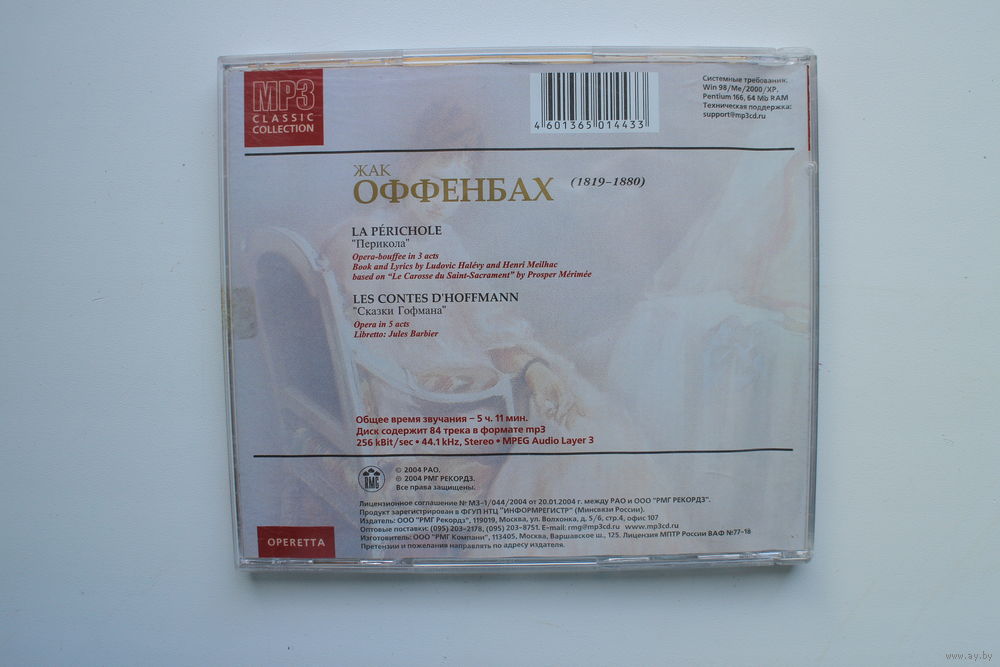 MP3
CLASSIC
COLLECTION
4 601365 014433
Системные требования:
Win 98/Me/2000/XP,
Pentium 166, 64 Mb RAM
Техническая поддержка:
support@mp3cd.ru
ЖАК
ОФФЕНБАХ (1819–1880)
LA PÉRICHOLE
"Перикола"
Opera-bouffee in 3 acts
Book and Lyrics by Ludovic Halévy and Henri Meilhac
based on "Le Carosse du Saint-Sacrament" by Prosper Mérimée
LES CONTES D'HOFFMANN
"Сказки Гофмана"
Opera in 5 acts
Libretto: Jules Barbier
Общее время звучания – 5 ч. 11 мин.
Диск содержит 84 трека в формате mp3
256 kBit/sec • 44.1 kHz, Stereo • MPEG Audio Layer 3
RMG
© 2004 РАО.
℗ 2004 РМГ РЕКОРДЗ.
Все права защищены.
Лицензионное соглашение № МЗ-1/044/2004 от 20.01.2004 г. между РАО и ООО "РМГ РЕКОРДЗ".
Продукт зарегистрирован в ФГУП НТЦ "ИНФОРМРЕГИСТР" (Минсвязи России).
Издатель: ООО "РМГ Рекордз", 119019, Москва, ул. Волхонка, д. 5/6, стр.4, офис 107
Оптовые поставки: (095) 203-2178, (095) 203-8751. E-mail: rmg@mp3cd.ru www.mp3cd.ru
Изготовитель: ООО "РМГ Компани", 113405, Москва, Варшавское ш., 125. Лицензия МПТР России ВАФ №77-18
Претензии и пожелания направлять по адресу издателя.
OPERETTA
www.ay.by